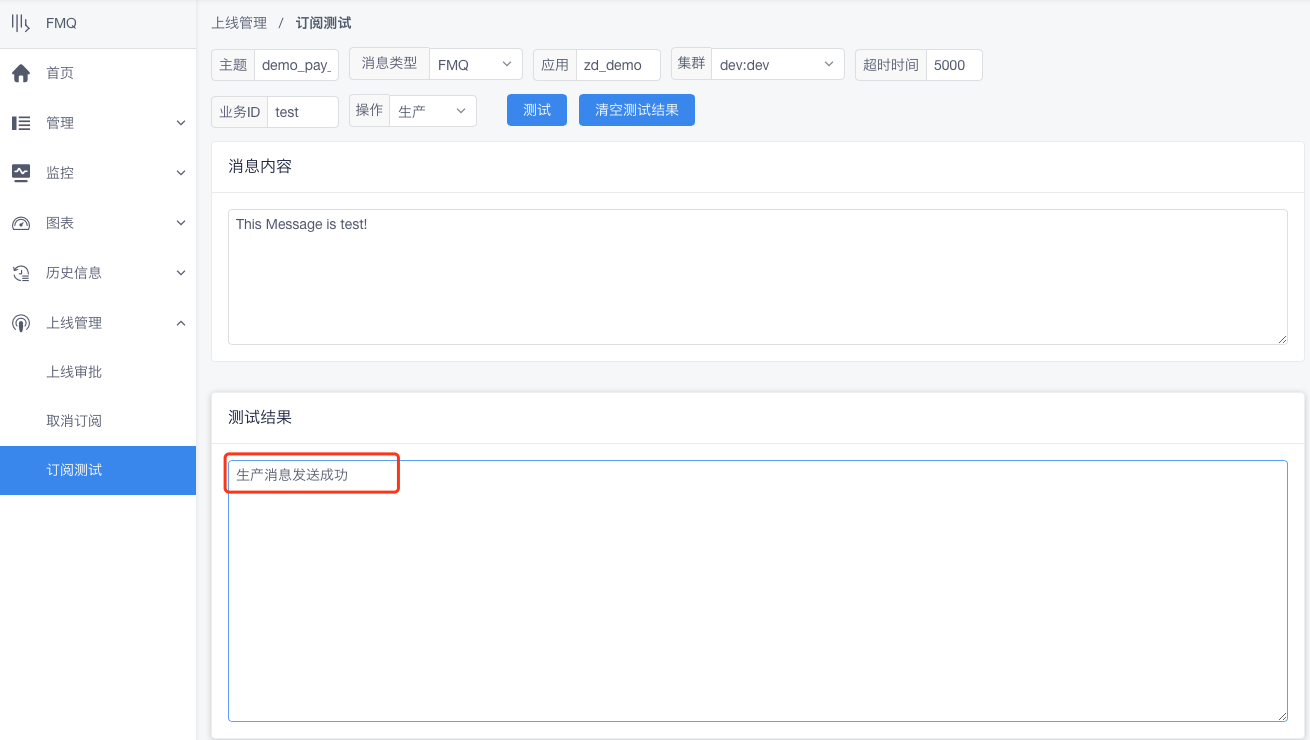 FMQ
首页
管理
监控
图表
历史信息
上线管理
上线审批
取消订阅
订阅测试
上线管理 / 订阅测试
主题 demo_pay_ 消息类型 FMQ 应用 zd_demo 集群 dev:dev 超时时间 5000
业务ID test 操作 生产 测试 清空测试结果
消息内容
This Message is test!
测试结果
生产消息发送成功